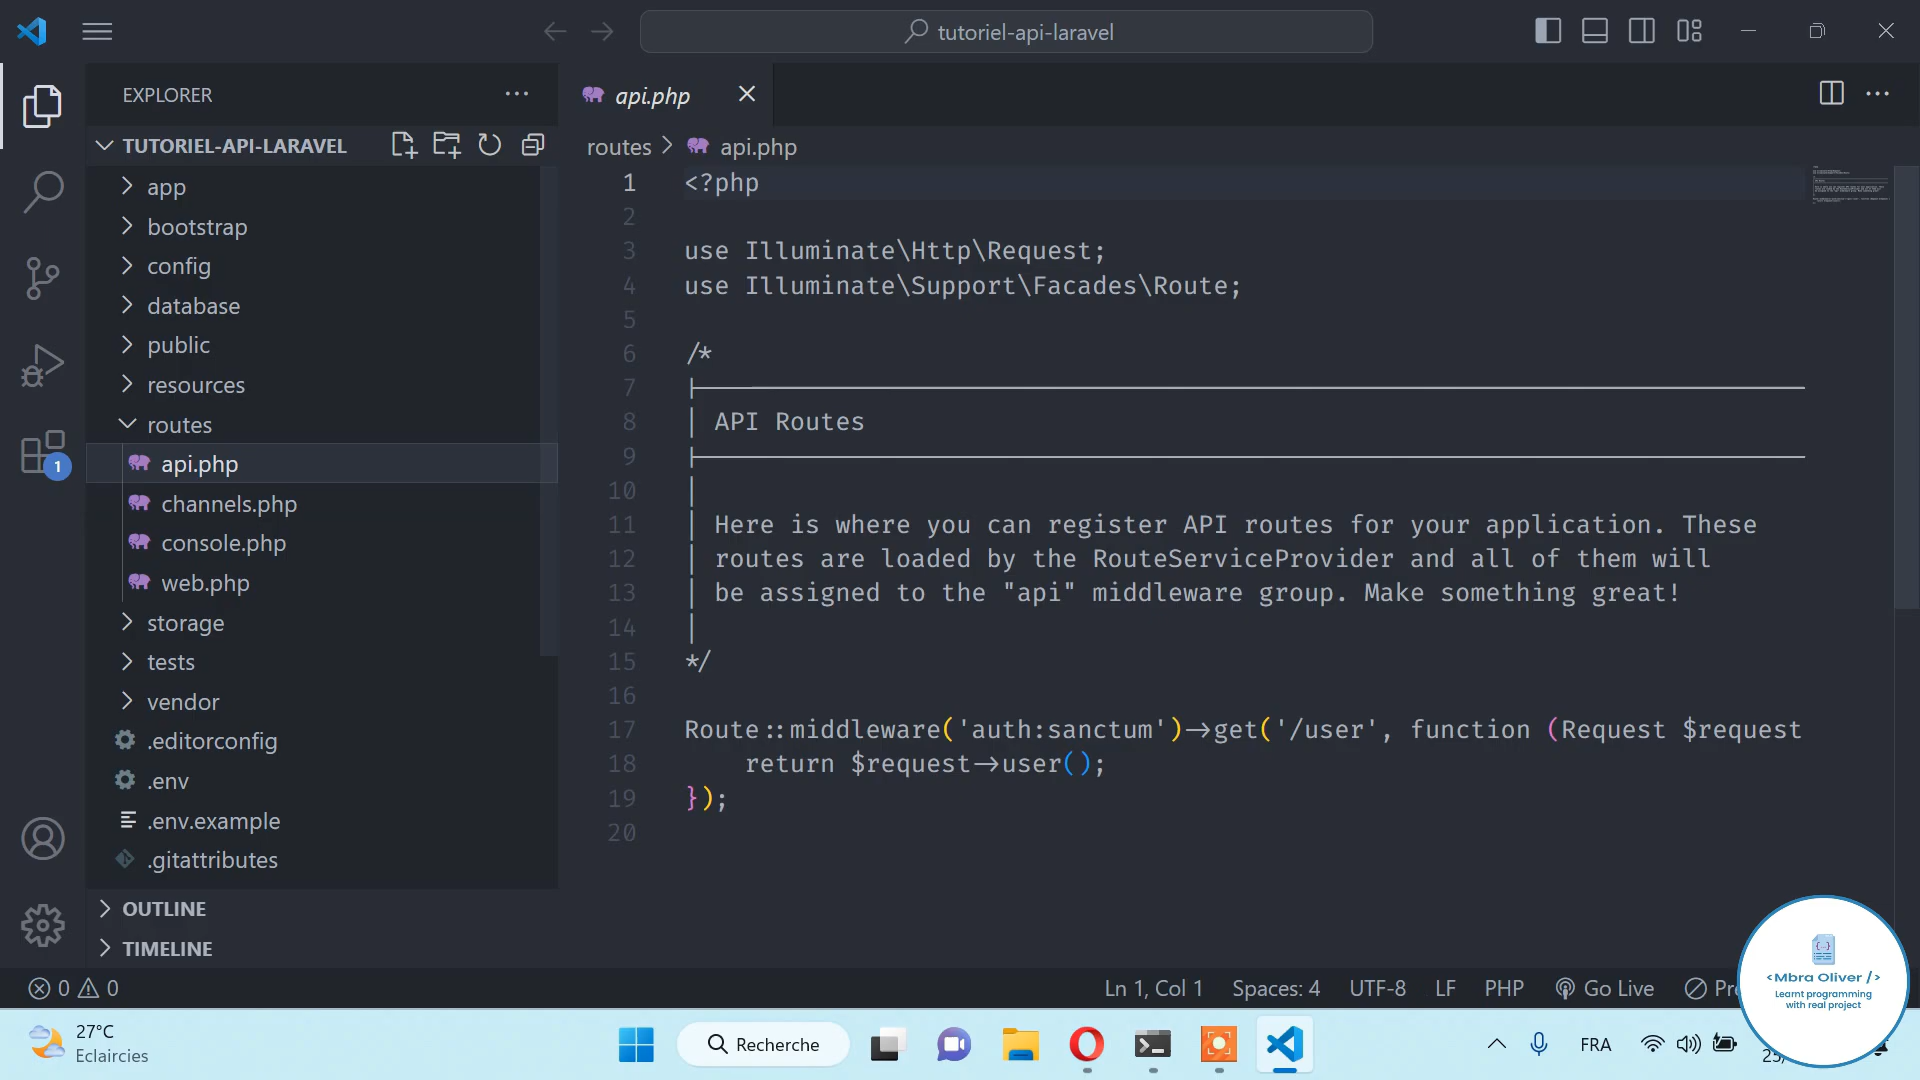 tutoriel-api-laravel
EXPLORER
TUTORIEL-API-LARAVEL
app
bootstrap
config
database
public
resources
routes
api.php
channels.php
console.php
web.php
storage
tests
vendor
.editorconfig
.env
.env.example
.gitattributes
OUTLINE
TIMELINE
1
api.php
routes > api.php
1 <?php
2
3 use Illuminate\Http\Request;
4 use Illuminate\Support\Facades\Route;
5
6 /*
7 |--------------------------------------------------------------------------
8 | API Routes
9 |--------------------------------------------------------------------------
10 |
11 | Here is where you can register API routes for your application. These
12 | routes are loaded by the RouteServiceProvider and all of them will
13 | be assigned to the "api" middleware group. Make something great!
14 |
15 */
16
17 Route::middleware('auth:sanctum')->get('/user', function (Request $request
18 return $request->user();
19 });
20
0 0
Ln 1, Col 1 Spaces: 4 UTF-8 LF PHP Go Live
<Mbra Oliver />
Learnt programming
with real project
27°C
Eclaircies
Recherche
FRA